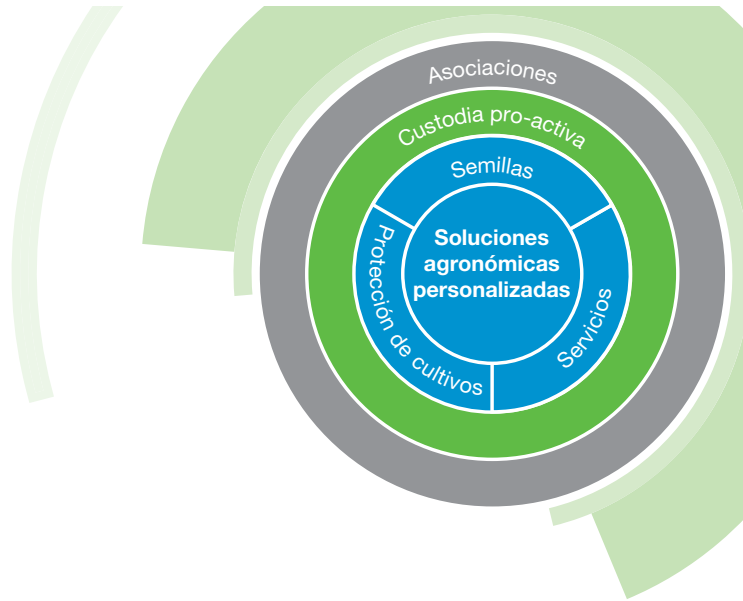 Asociaciones
Custodia pro-activa
Semillas
Soluciones
agronómicas
personalizadas
Protección de cultivos
Servicios